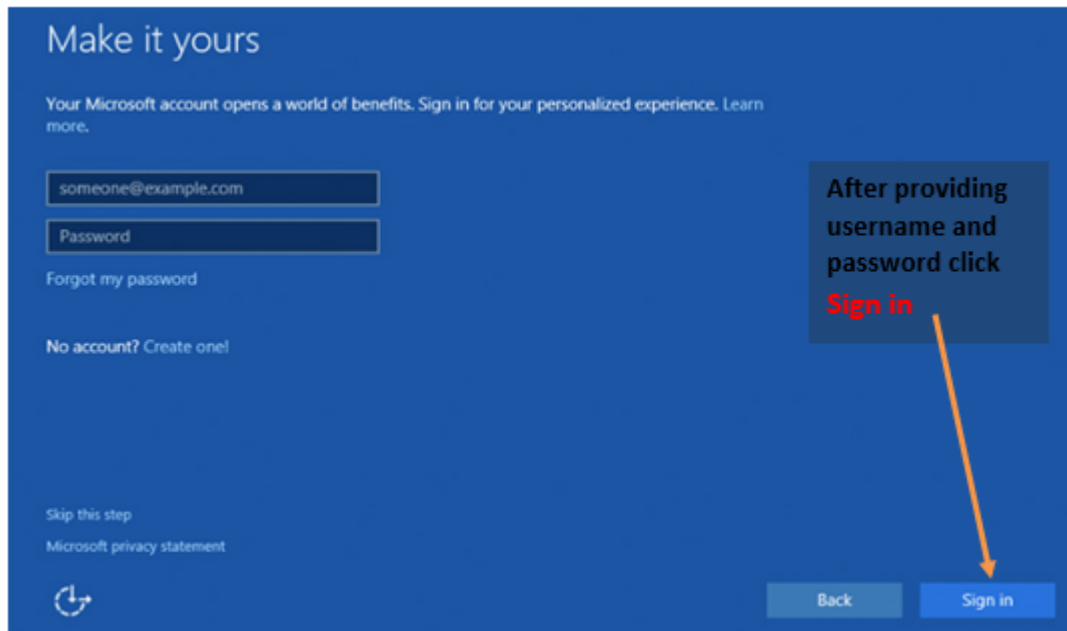 Make it yours
Your Microsoft account opens a world of benefits. Sign in for your personalized experience. Learn
more.
someone@example.com
Password
Forgot my password
No account? Create one!
After providing
username and
password click
Sign in
Skip this step
Microsoft privacy statement
Back
Sign in